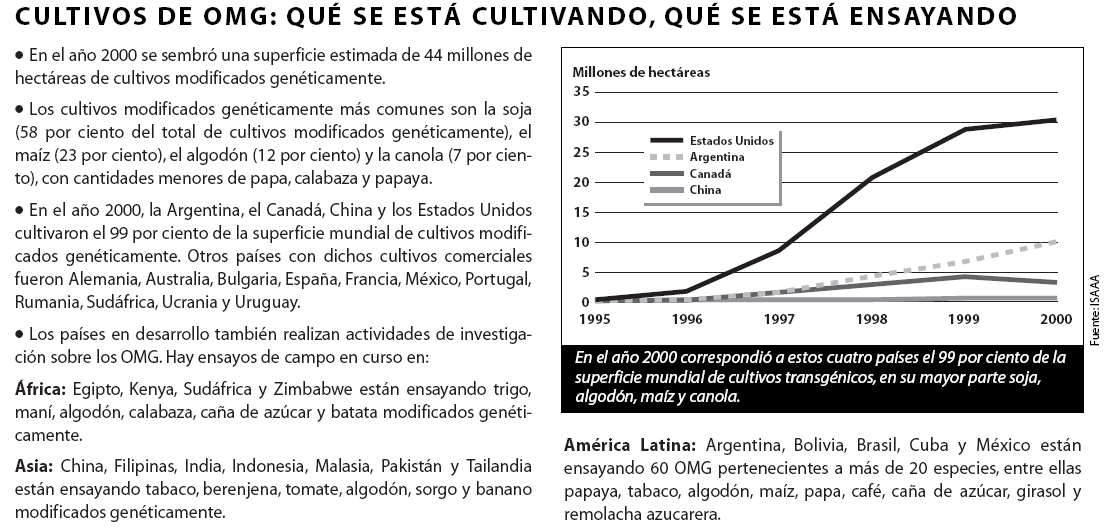 CULTIVOS DE OMG: QUÉ SE ESTÁ CULTIVANDO, QUÉ SE ESTÁ ENSAYANDO
• En el año 2000 se sembró una superficie estimada de 44 millones de
hectáreas de cultivos modificados genéticamente.
• Los cultivos modificados genéticamente más comunes son la soja
(58 por ciento del total de cultivos modificados genéticamente), el
maíz (23 por ciento), el algodón (12 por ciento) y la canola (7 por cien-
to), con cantidades menores de papa, calabaza y papaya.
• En el año 2000, la Argentina, el Canadá, China y los Estados Unidos
cultivaron el 99 por ciento de la superficie mundial de cultivos modifi-
cados genéticamente. Otros países con dichos cultivos comerciales
fueron Alemania, Australia, Bulgaria, España, Francia, México, Portugal,
Rumania, Sudáfrica, Ucrania y Uruguay.
• Los países en desarrollo también realizan actividades de investiga-
ción sobre los OMG. Hay ensayos de campo en curso en:
África: Egipto, Kenya, Sudáfrica y Zimbabwe están ensayando trigo,
maní, algodón, calabaza, caña de azúcar y batata modificados genéti-
camente.
Asia: China, Filipinas, India, Indonesia, Malasia, Pakistán y Tailandia
están ensayando tabaco, berenjena, tomate, algodón, sorgo y banano
modificados genéticamente.
Millones de hectáreas
35
30
25
20
15
10
5
0
Estados Unidos
Argentina
Canadá
China
1995 1996 1997 1998 1999 2000
Fuente: ISAAA
En el año 2000 correspondió a estos cuatro países el 99 por ciento de la
superficie mundial de cultivos transgénicos, en su mayor parte soja,
algodón, maíz y canola.
América Latina: Argentina, Bolivia, Brasil, Cuba y México están
ensayando 60 OMG pertenecientes a más de 20 especies, entre ellas
papaya, tabaco, algodón, maíz, papa, café, caña de azúcar, girasol y
remolacha azucarera.